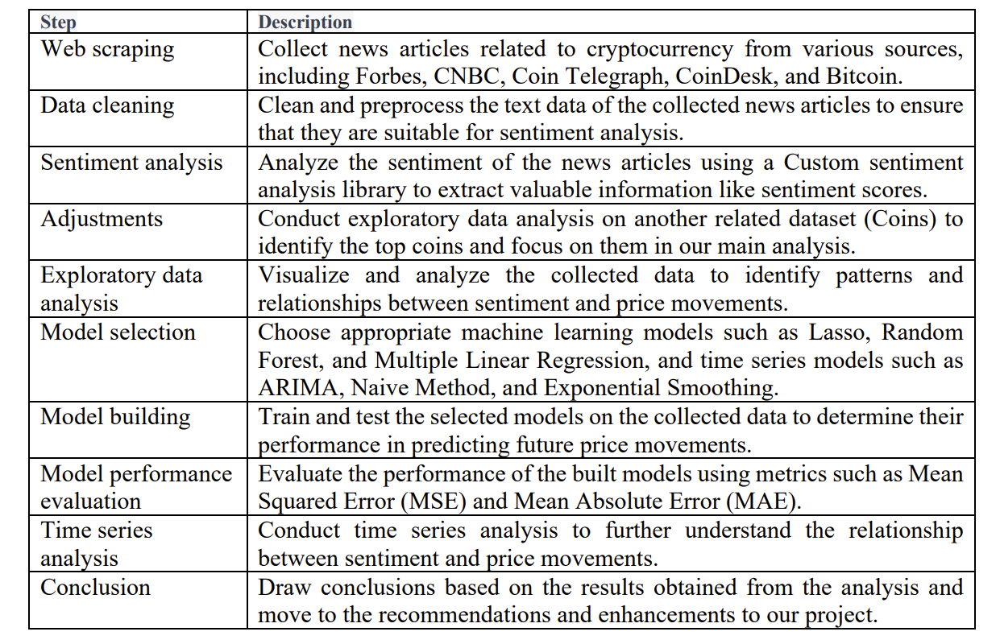 Step Description
Web scraping Collect news articles related to cryptocurrency from various sources,
including Forbes, CNBC, Coin Telegraph, CoinDesk, and Bitcoin.
Data cleaning Clean and preprocess the text data of the collected news articles to ensure
that they are suitable for sentiment analysis.
Sentiment analysis Analyze the sentiment of the news articles using a Custom sentiment
analysis library to extract valuable information like sentiment scores.
Adjustments Conduct exploratory data analysis on another related dataset (Coins) to
identify the top coins and focus on them in our main analysis.
Exploratory data Visualize and analyze the collected data to identify patterns and
analysis relationships between sentiment and price movements.
Model selection Choose appropriate machine learning models such as Lasso, Random
Forest, and Multiple Linear Regression, and time series models such as
ARIMA, Naive Method, and Exponential Smoothing.
Model building Train and test the selected models on the collected data to determine their
performance in predicting future price movements.
Model performance Evaluate the performance of the built models using metrics such as Mean
evaluation Squared Error (MSE) and Mean Absolute Error (MAE).
Time series Conduct time series analysis to further understand the relationship
analysis between sentiment and price movements.
Conclusion Draw conclusions based on the results obtained from the analysis and
move to the recommendations and enhancements to our project.